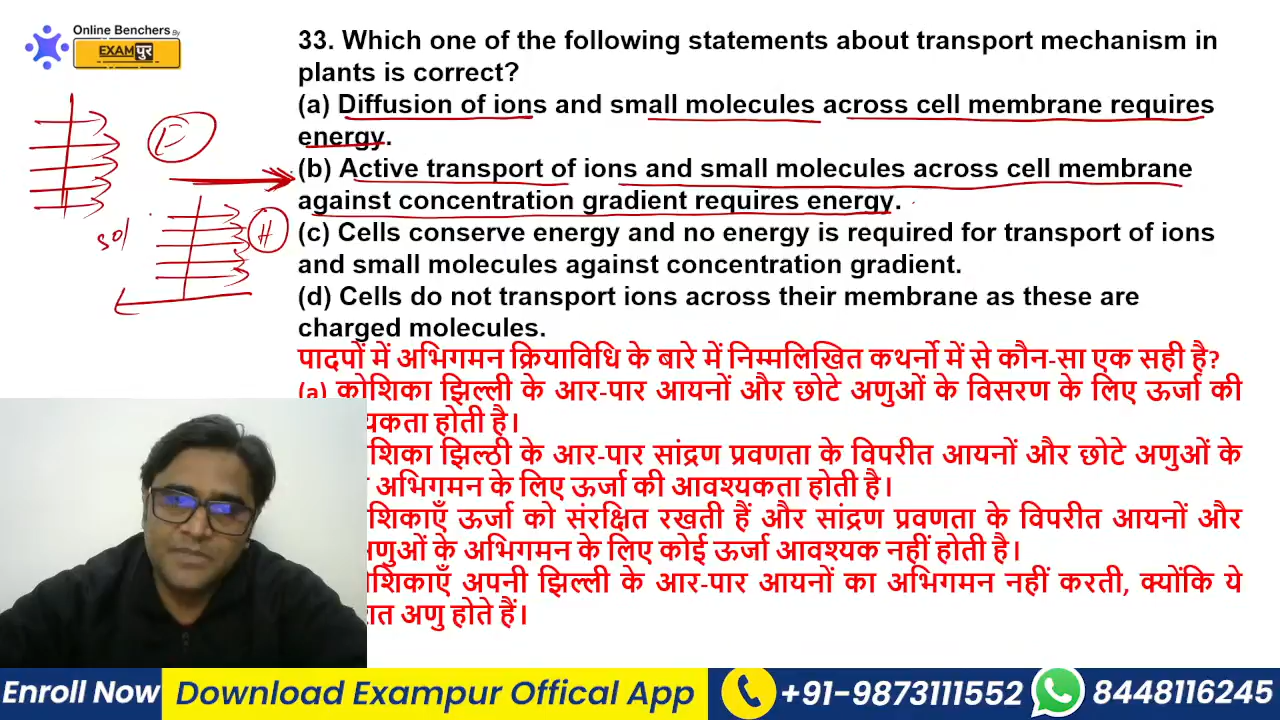 Online Benchers By
EXAMपुर
33. Which one of the following statements about transport mechanism in
plants is correct?
(a) Diffusion of ions and small molecules across cell membrane requires
energy.
(b) Active transport of ions and small molecules across cell membrane
against concentration gradient requires energy.
(c) Cells conserve energy and no energy is required for transport of ions
and small molecules against concentration gradient.
(d) Cells do not transport ions across their membrane as these are
charged molecules.
पादपों में अभिगमन क्रियाविधि के बारे में निम्मलिखित कथनों में से कौन-सा एक सही है?
(a) कोशिका झिल्ली के आर-पार आयनों और छोटे अणुओं के विसरण के लिए ऊर्जा की
यकता होती है।
शिका झिल्ठी के आर-पार सांद्रण प्रवणता के विपरीत आयनों और छोटे अणुओं के
अभिगमन के लिए ऊर्जा की आवश्यकता होती है।
शिकाएँ ऊर्जा को संरक्षित रखती हैं और सांद्रण प्रवणता के विपरीत आयनों और
अणुओं के अभिगमन के लिए कोई ऊर्जा आवश्यक नहीं होती है।
शिकाएँ अपनी झिल्ली के आर-पार आयनों का अभिगमन नहीं करती, क्योंकि ये
अणु होते हैं।
F
H
Enroll Now Download Exampur Offical App +91-9873111552 8448116245